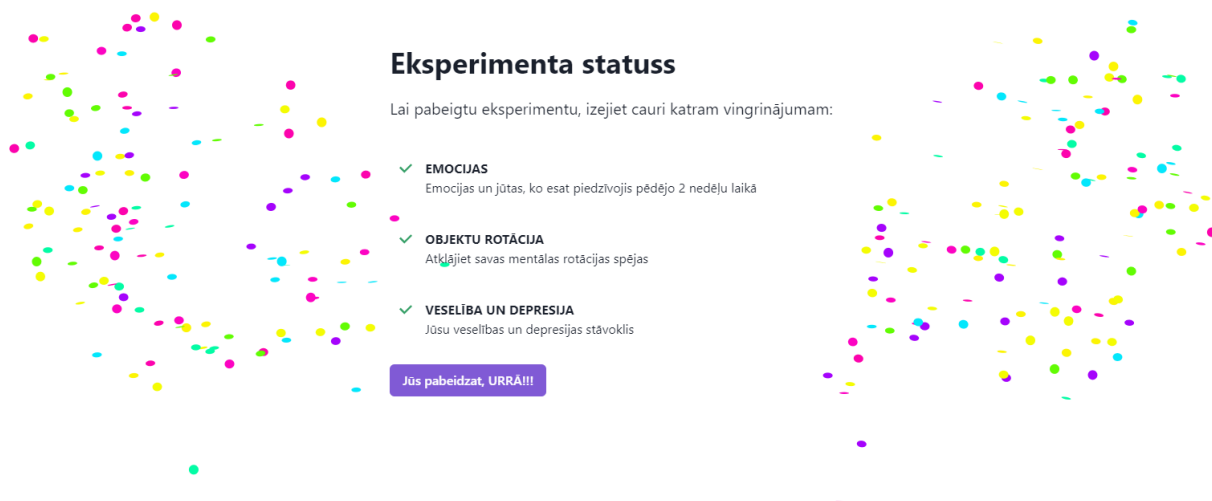 Eksperimenta statuss
Lai pabeigtu eksperimentu, izejiet cauri katram vingrinājumam:
EMOCIJAS
Emocijas un jūtas, ko esat piedzīvojis pēdējo 2 nedēļu laikā
OBJEKTU ROTĀCIJA
Atklājiet savas mentālas rotācijas spējas
VESELĪBA UN DEPRESIJA
Jūsu veselības un depresijas stāvoklis
Jūs pabeidzat, URRĀ!!!